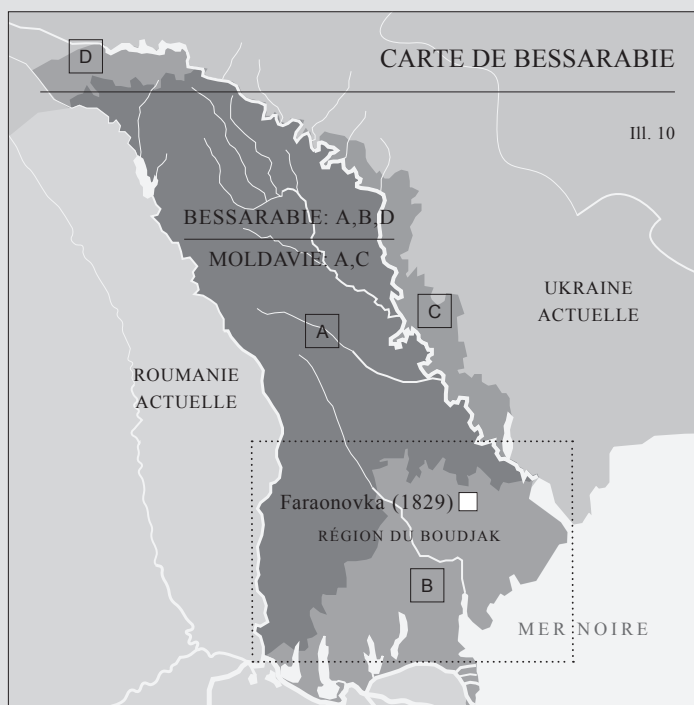 D
CARTE DE BESSARABIE
Ill. 10
BESSARABIE: A,B,D
MOLDAVIE: A,C
UKRAINE
ACTUELLE
C
A
ROUMANIE
ACTUELLE
Faraonovka (1829)
RÉGION DU BOUDJAK
B
MER NOIRE